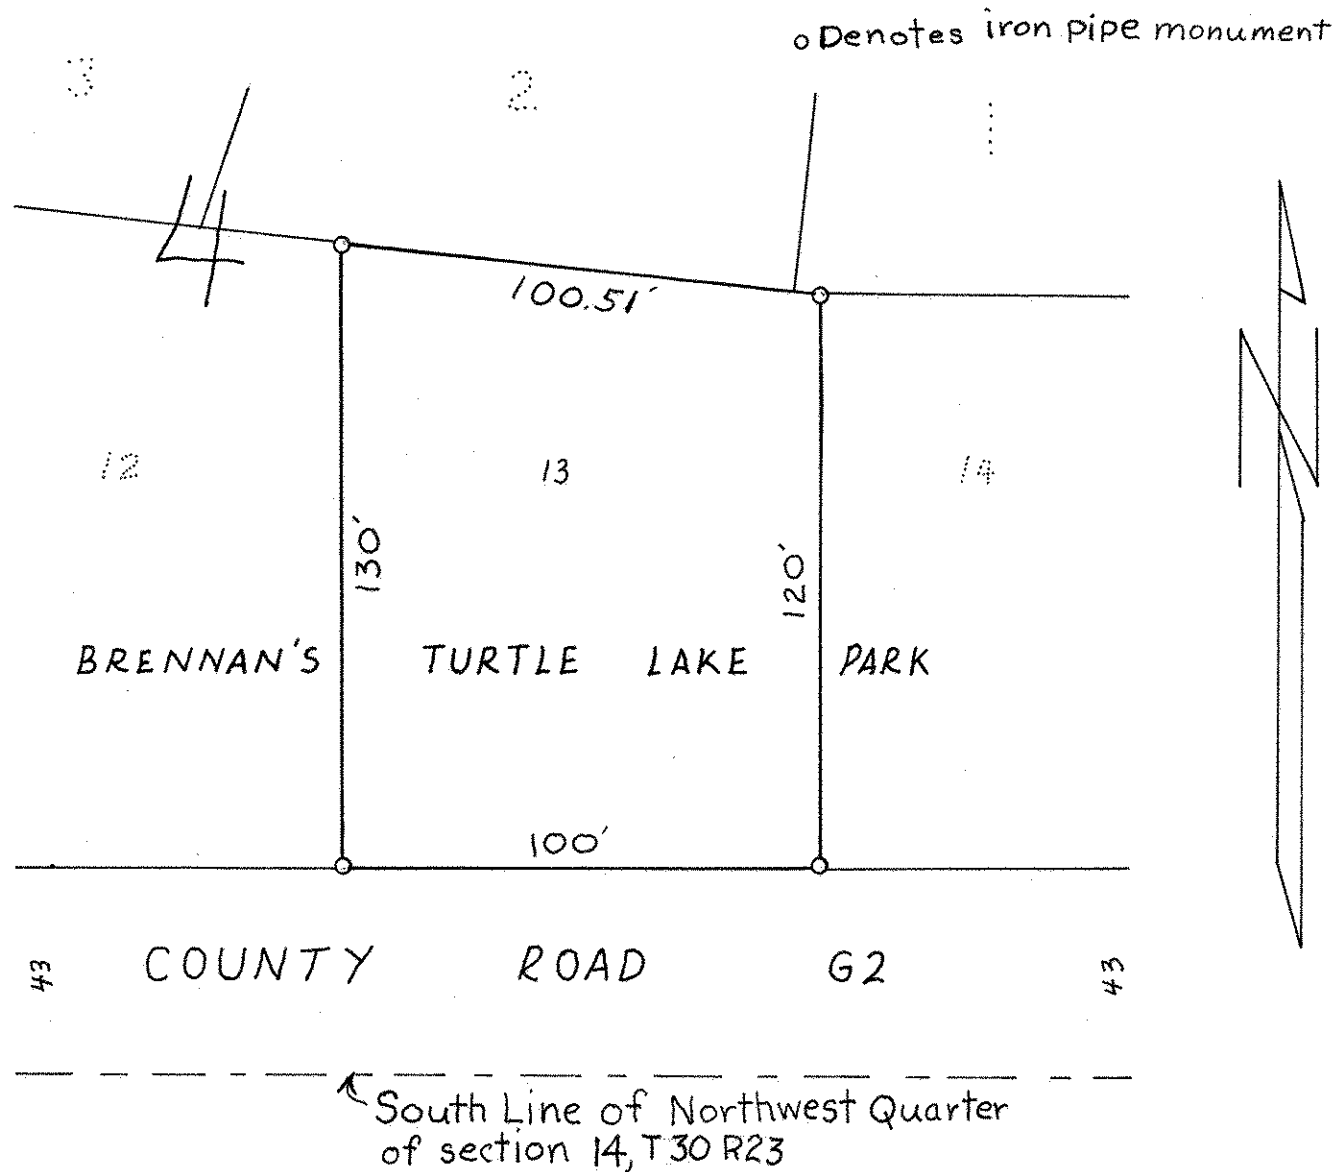 o Denotes iron pipe monument
3
2
1
4
100.51'
12
13
14
130'
120'
BRENNAN'S TURTLE LAKE PARK
100'
43 COUNTY ROAD G2 43
N
South Line of Northwest Quarter
of section 14, T30 R23